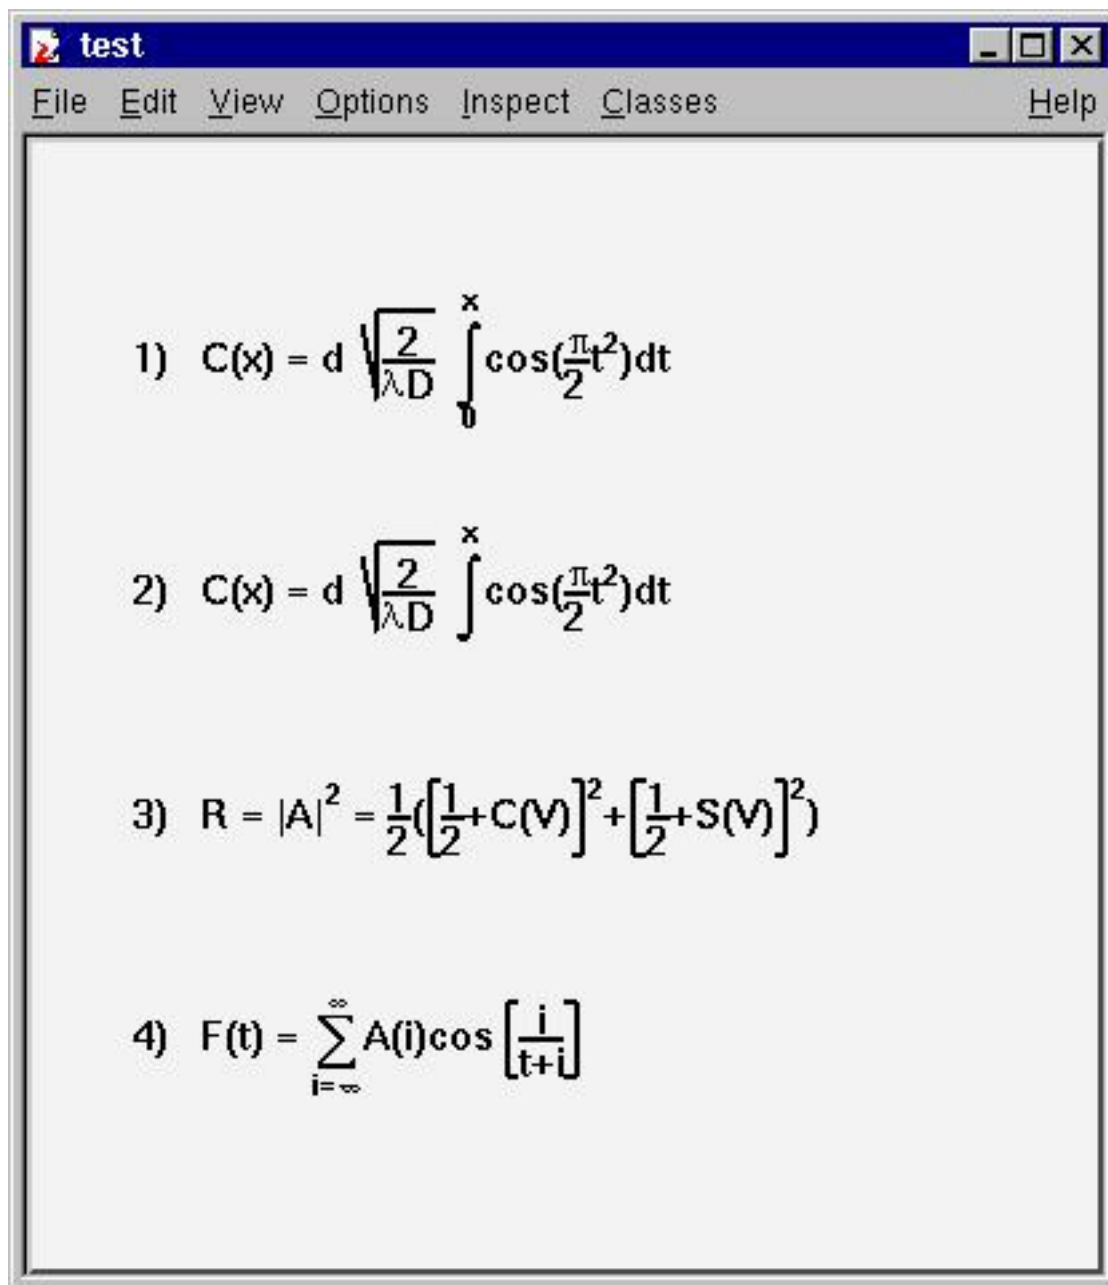 test
File Edit View Options Inspect Classes Help
1) C(x) = d √(2/λD) ∫₀ˣ cos(π/2 t²)dt
2) C(x) = d √(2/λD) ∫ˣ cos(π/2 t²)dt
3) R = |A|² = 1/2([1/2+C(V)]²+[1/2+S(V)]²)
4) F(t) = ∑_{i=∞}^{∞} A(i)cos [i/(t+i)]